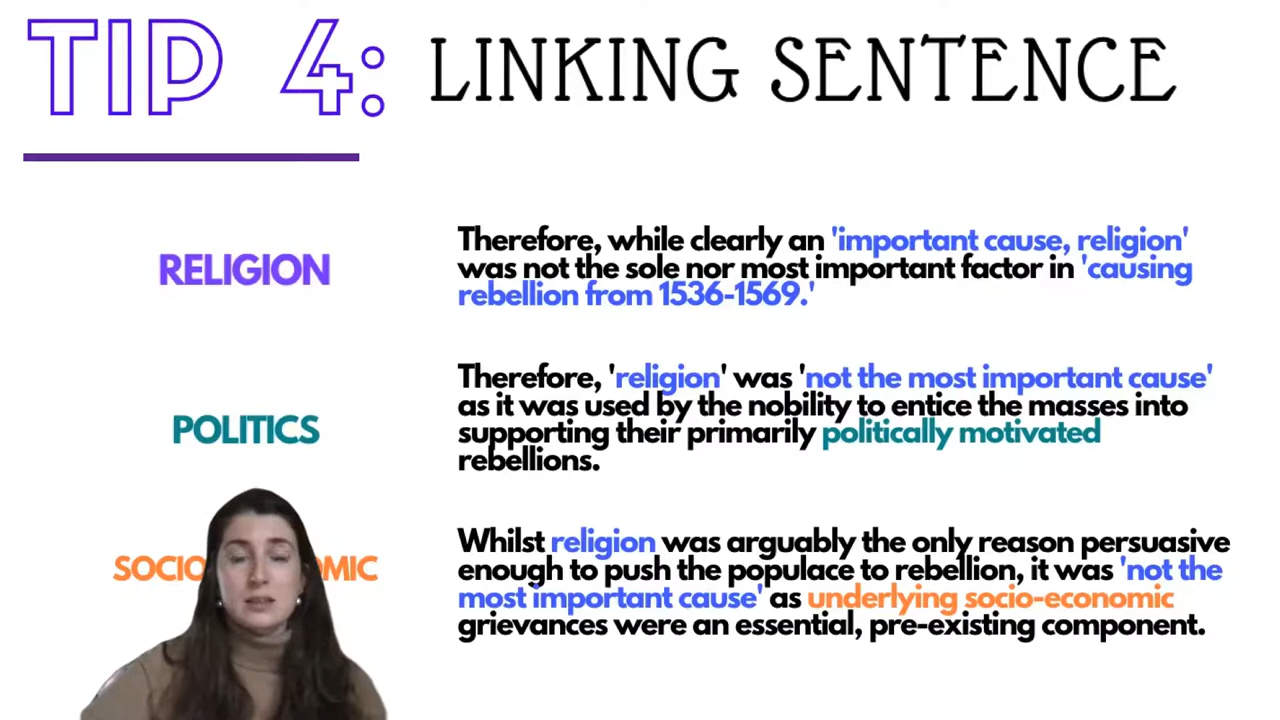 TIP 4: LINKING SENTENCE
RELIGION
Therefore, while clearly an 'important cause, religion'
was not the sole nor most important factor in 'causing
rebellion from 1536-1569.'
POLITICS
Therefore, 'religion' was 'not the most important cause'
as it was used by the nobility to entice the masses into
supporting their primarily politically motivated
rebellions.
Whilst religion was arguably the only reason persuasive
enough to push the populace to rebellion, it was 'not the
most important cause' as underlying socio-economic
grievances were an essential, pre-existing component.